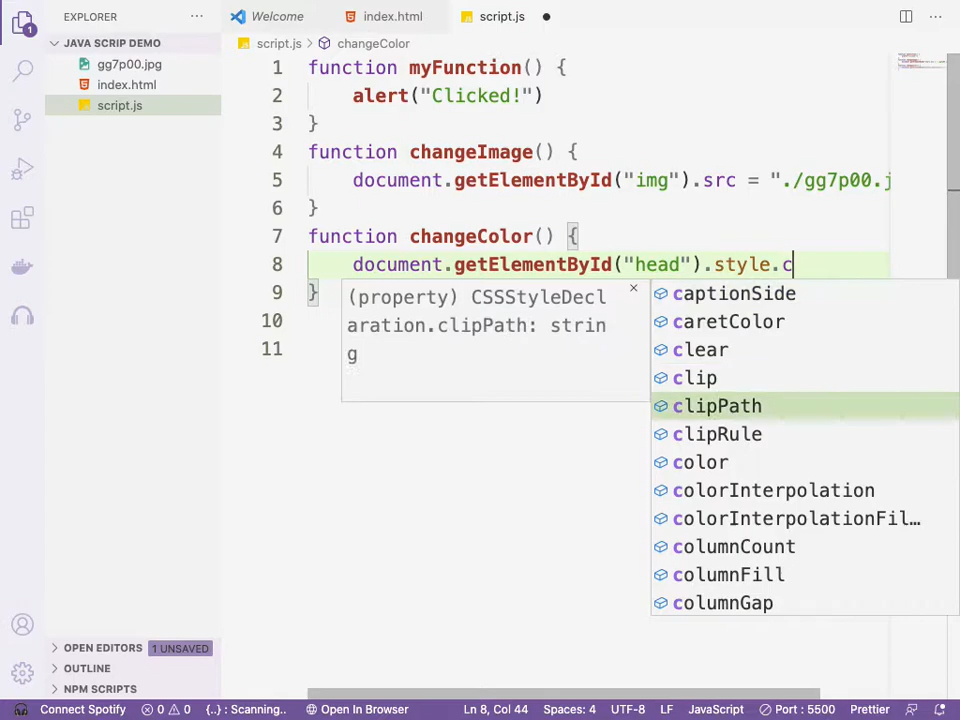 EXPLORER
Welcome
index.html
script.js
JAVA SCRIP DEMO
gg7p00.jpg
index.html
script.js
script.js
changeColor
1 function myFunction() {
2 alert("Clicked!")
3 }
4 function changeImage() {
5 document.getElementById("img").src = "./gg7p00.j
6 }
7 function changeColor() {
8 document.getElementById("head").style.c
9 }
10
11
(property) CSSStyleDecl
aration.clipPath: strin
g
captionSide
caretColor
clear
clip
clipPath
clipRule
color
colorInterpolation
colorInterpolationFil…
columnCount
columnFill
columnGap
OPEN EDITORS 1 UNSAVED
OUTLINE
NPM SCRIPTS
1
Connect Spotify
0
0
{..} : Scanning..
Open In Browser
Ln 8, Col 44
Spaces: 4
UTF-8
LF
JavaScript
Port : 5500
Prettier